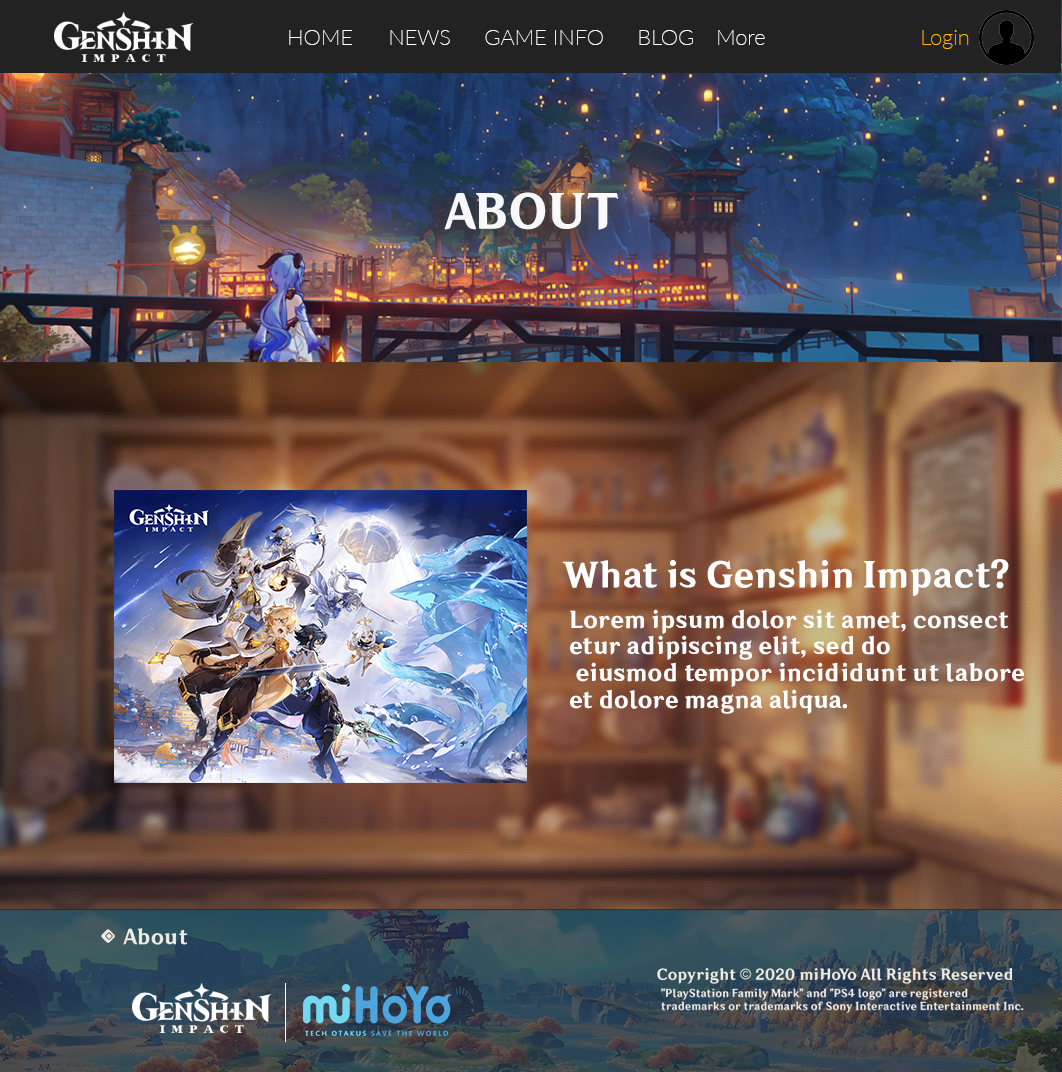 GENSHIN
IMPACT
HOME NEWS GAME INFO BLOG More Login
ABOUT
GENSHIN
IMPACT
What is Genshin Impact?
Lorem ipsum dolor sit amet, consect
etur adipiscing elit, sed do
eiusmod tempor incididunt ut labore
et dolore magna aliqua.
About
GENSHIN
IMPACT
miHoYo
TECH OTAKUS SAVE THE WORLD
Copyright © 2020 miHoYo All Rights Reserved
"PlayStation Family Mark" and "PS4 logo" are registered
trademarks or trademarks of Sony Interactive Entertainment Inc.